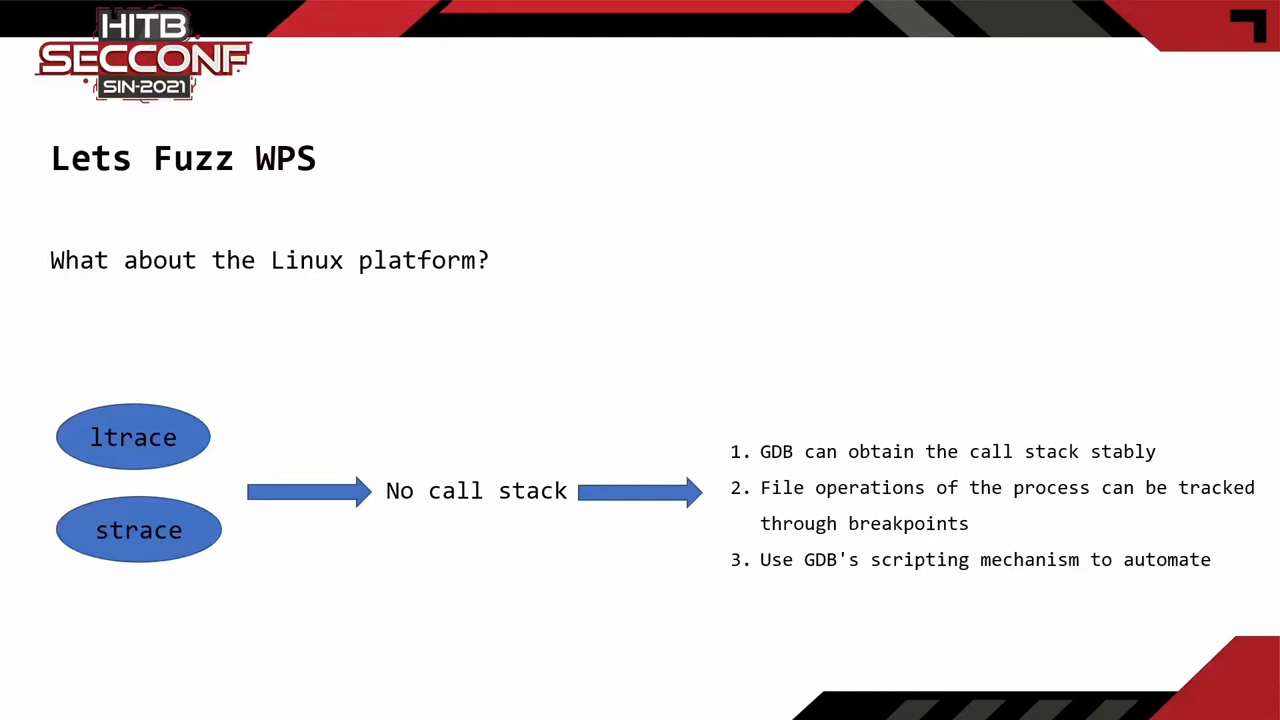 HITB
SECCONF
SIN-2021
Lets Fuzz WPS
What about the Linux platform?
ltrace
strace
No call stack
1. GDB can obtain the call stack stably
2. File operations of the process can be tracked
through breakpoints
3. Use GDB's scripting mechanism to automate